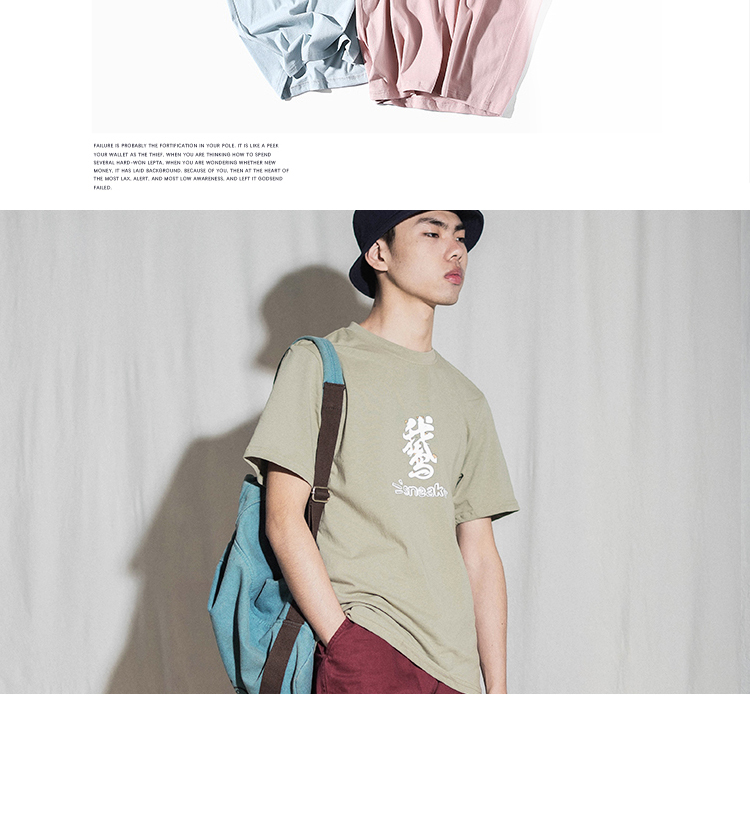 FAILURE IS PROBABLY THE FORTIFICATION IN YOUR POLE. IT IS LIKE A PEEK
YOUR WALLET AS THE THIEF, WHEN YOU ARE THINKING HOW TO SPEND
SEVERAL HARD-WON LEPTA, WHEN YOU ARE WONDERING WHETHER NEW
MONEY, IT HAS LAID BACKGROUND. BECAUSE OF YOU, THEN AT THE HEART OF
THE MOST LAX, ALERT, AND MOST LOW AWARENESS, AND LEFT IT GODSEND
FAILED.
鵝